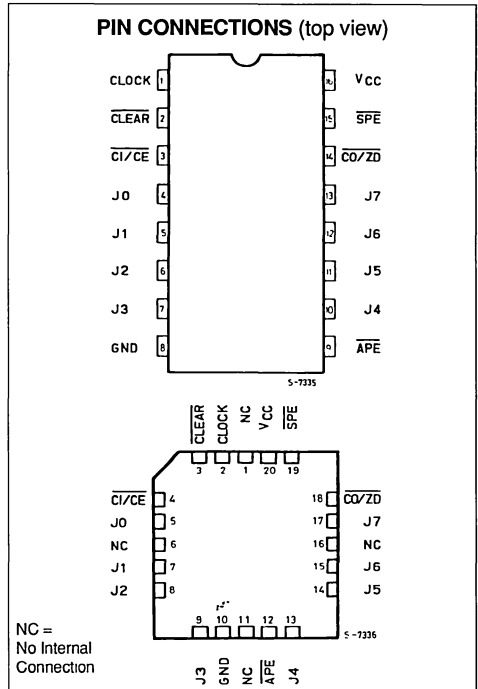 PIN CONNECTIONS (top view)
CLOCK 1 16 VCC
CLEAR 2 15 SPE
CI/CE 3 14 CO/ZD
J0 4 13 J7
J1 5 12 J6
J2 6 11 J5
J3 7 10 J4
GND 8 9 APE
S-7335
CLEAR CLOCK NC VCC SPE
3 2 1 20 19
CI/CE 4 18 CO/ZD
J0 5 17 J7
NC 6 16 NC
J1 7 15 J6
J2 8 14 J5
9 10 11 12 13
S-7336
J3 GND NC APE J4
NC =
No Internal
Connection